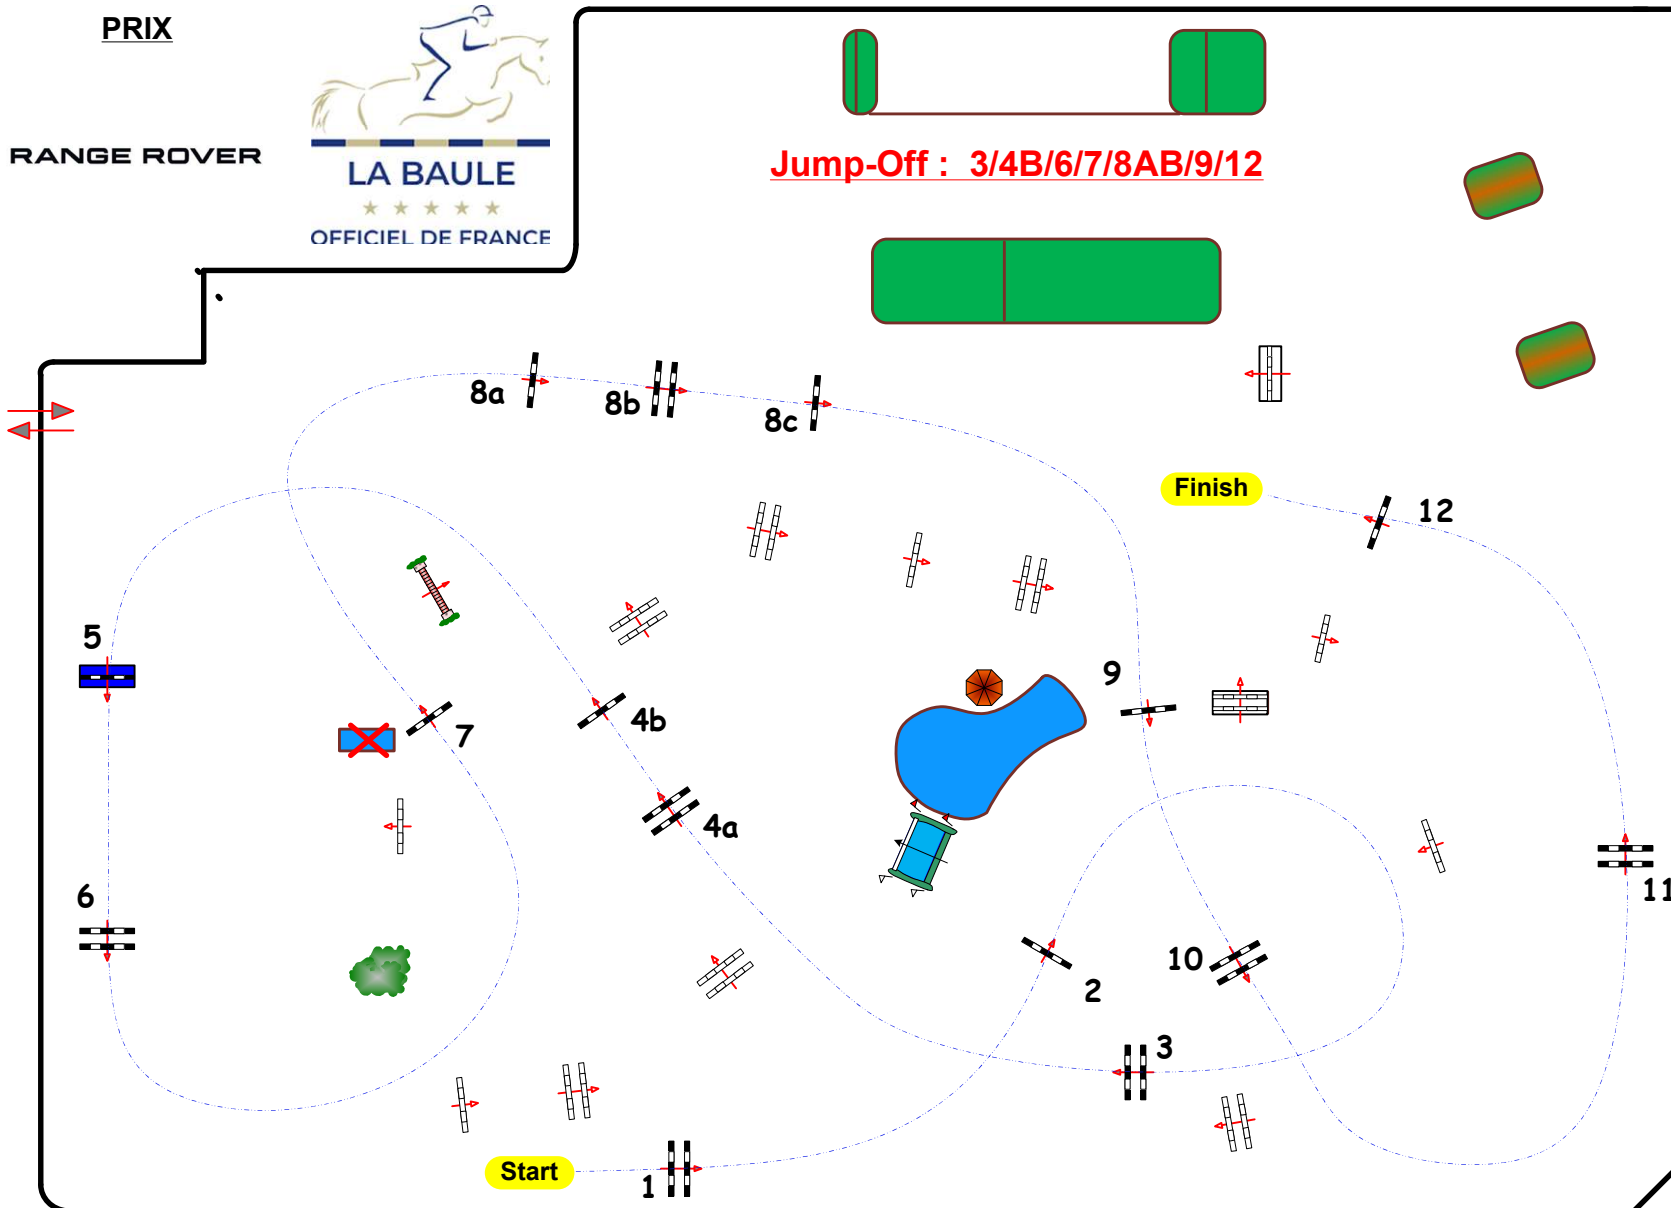 PRIX
RANGE ROVER
LA BAULE
OFFICIEL DE FRANCE
Jump-Off : 3/4B/6/7/8AB/9/12
8a
8b
8c
Finish
12
5
9
7
4b
4a
6
11
10
2
3
Start
1